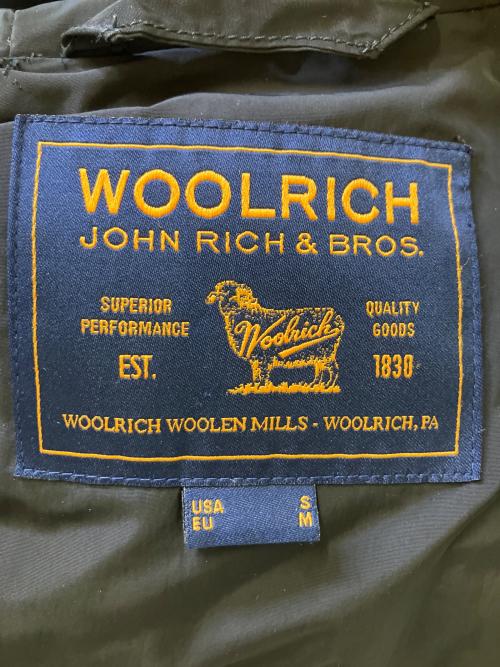 WOOLRICH
JOHN RICH & BROS.
SUPERIOR
PERFORMANCE
EST.
Woolrich
QUALITY
GOODS
1830
WOOLRICH WOOLEN MILLS - WOOLRICH, PA
USA S
EU M